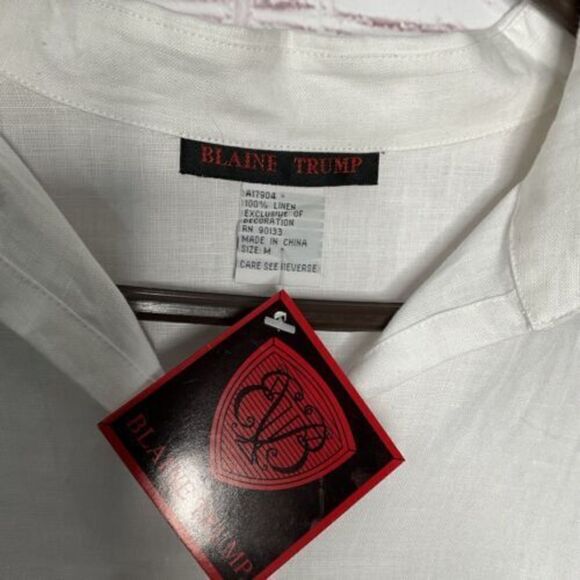 BLAINE TRUMP
A17904
100% LINEN
EXCLUSIVE OF
DECORATION
RN 90133
MADE IN CHINA
SIZE: M
CARE SEE REVERSE
BLAINE TRUMP